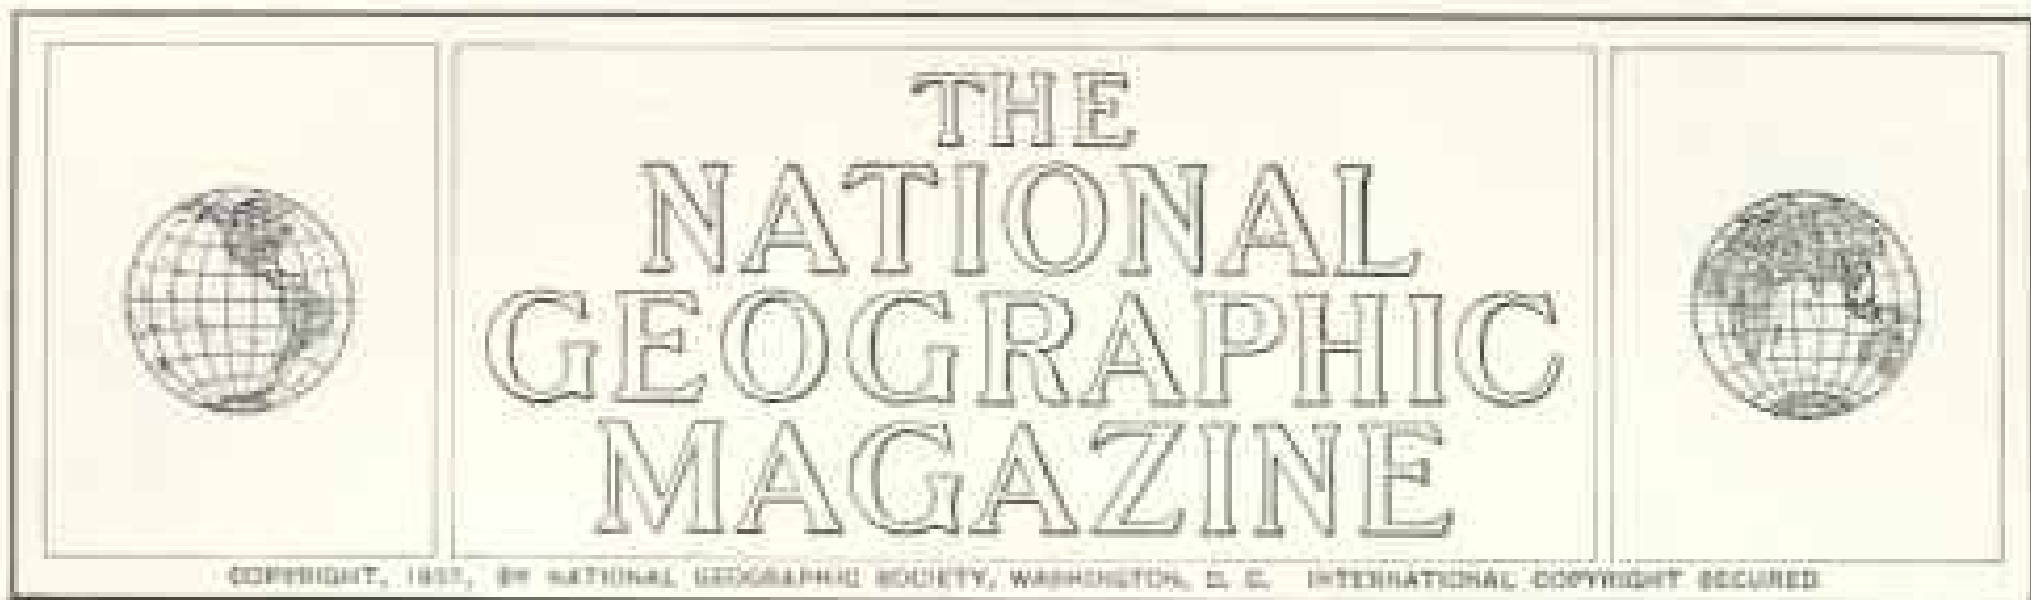 THE
NATIONAL
GEOGRAPHIC
MAGAZINE
COPYRIGHT, BY NATIONAL GEOGRAPHIC SOCIETY, WASHINGTON, D. C. INTERNATIONAL COPYRIGHT SECURED